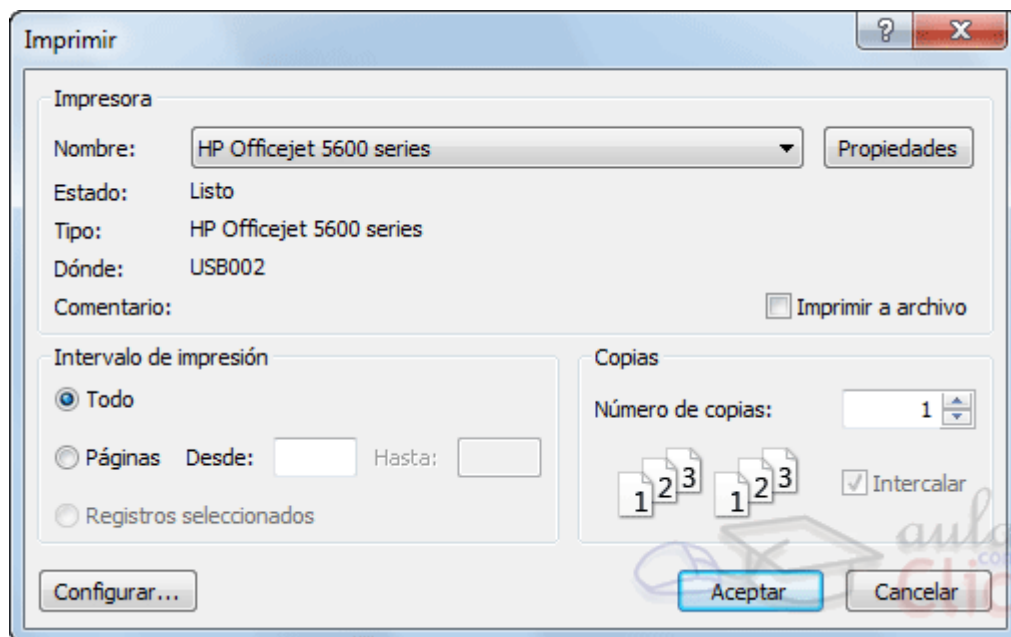 Imprimir
Impresora
Nombre: HP Officejet 5600 series Propiedades
Estado: Listo
Tipo: HP Officejet 5600 series
Dónde: USB002
Comentario: Imprimir a archivo
Intervalo de impresión
Todo
Páginas Desde: Hasta:
Registros seleccionados
Copias
Número de copias: 1
1 2 3 1 2 3
Intercalar
Configurar... Aceptar Cancelar
aula
Clic